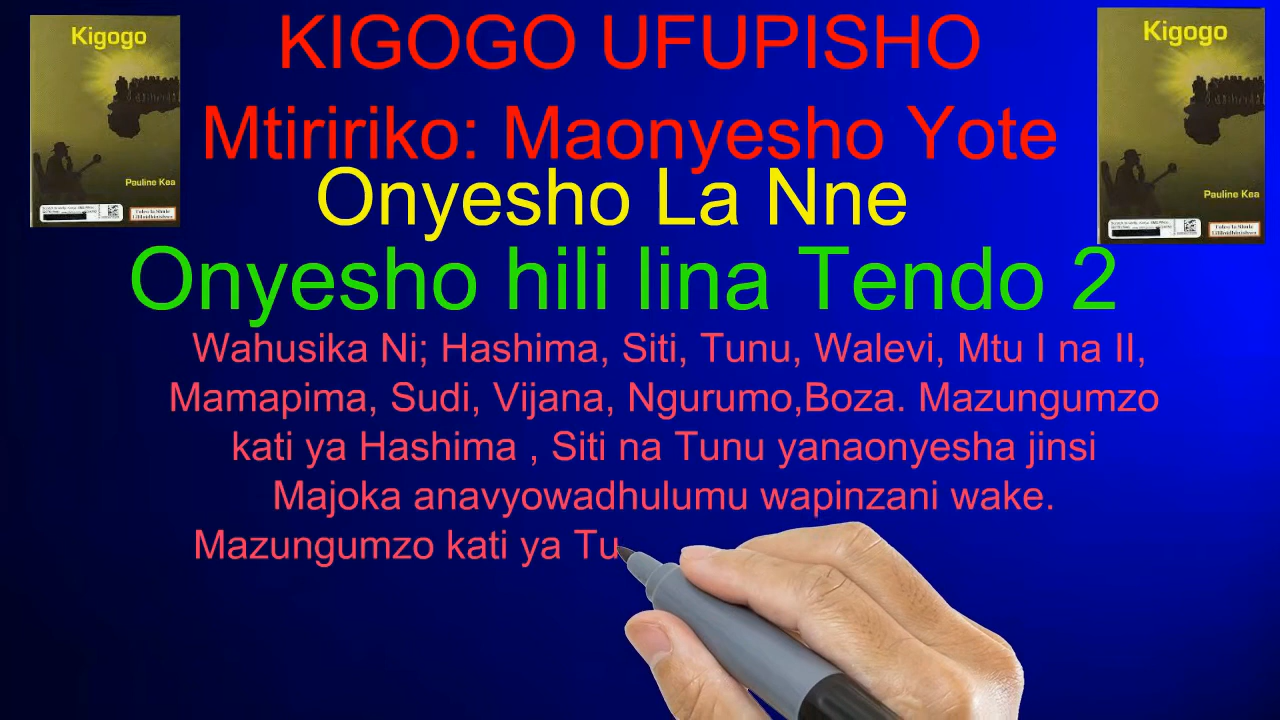 Kigogo
KIGOGO UFUPISHO
Kigogo
Mtiririko: Maonyesho Yote
Onyesho La Nne
Pauline Kea
Pauline Kea
Onyesho hili lina Tendo 2
Wahusika Ni; Hashima, Siti, Tunu, Walevi, Mtu I na II,
Mamapima, Sudi, Vijana, Ngurumo,Boza. Mazungumzo
kati ya Hashima , Siti na Tunu yanaonyesha jinsi
Majoka anavyowadhulumu wapinzani wake.
Mazungumzo kati ya Tu